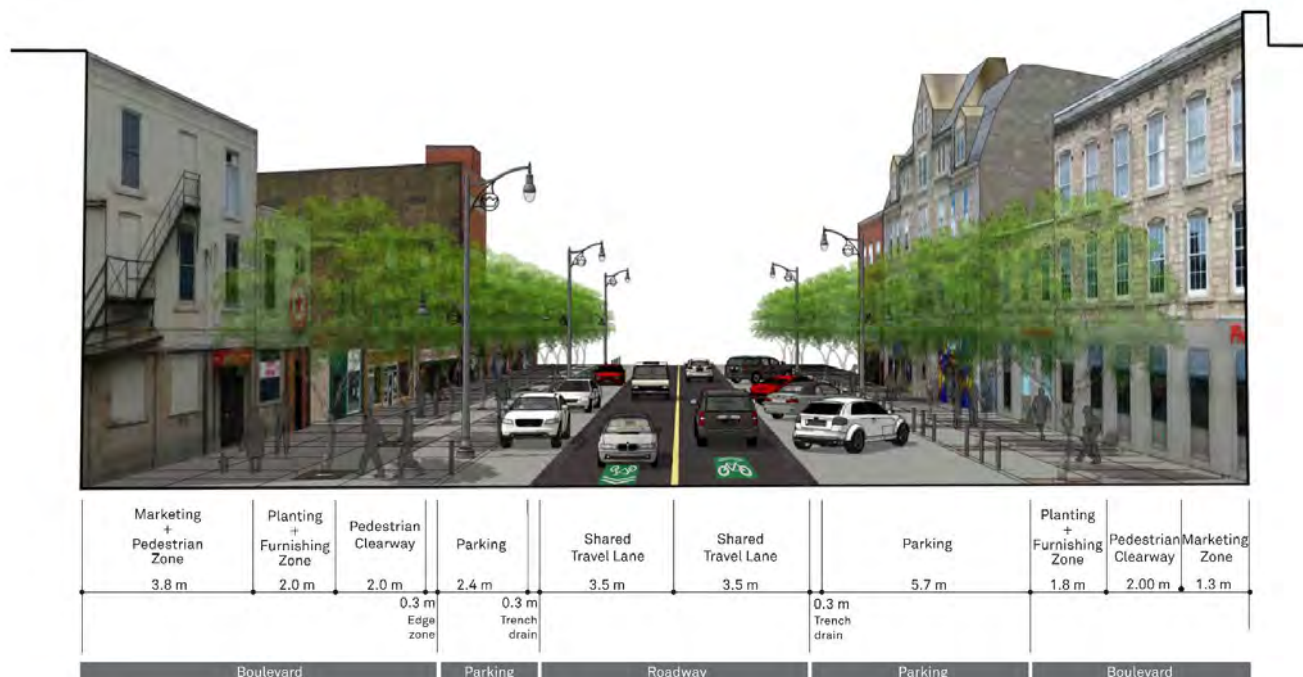 Marketing
+
Pedestrian
Zone
3.8 m
Planting
+
Furnishing
Zone
2.0 m
Pedestrian
Clearway
2.0 m
0.3 m
Edge
zone
Parking
2.4 m
0.3 m
Trench
drain
Shared
Travel Lane
3.5 m
Shared
Travel Lane
3.5 m
0.3 m
Trench
drain
Parking
5.7 m
Planting
+
Furnishing
Zone
1.8 m
Pedestrian
Clearway
2.00 m
Marketing
Zone
1.3 m
Boulevard
Parking
Roadway
Parking
Boulevard